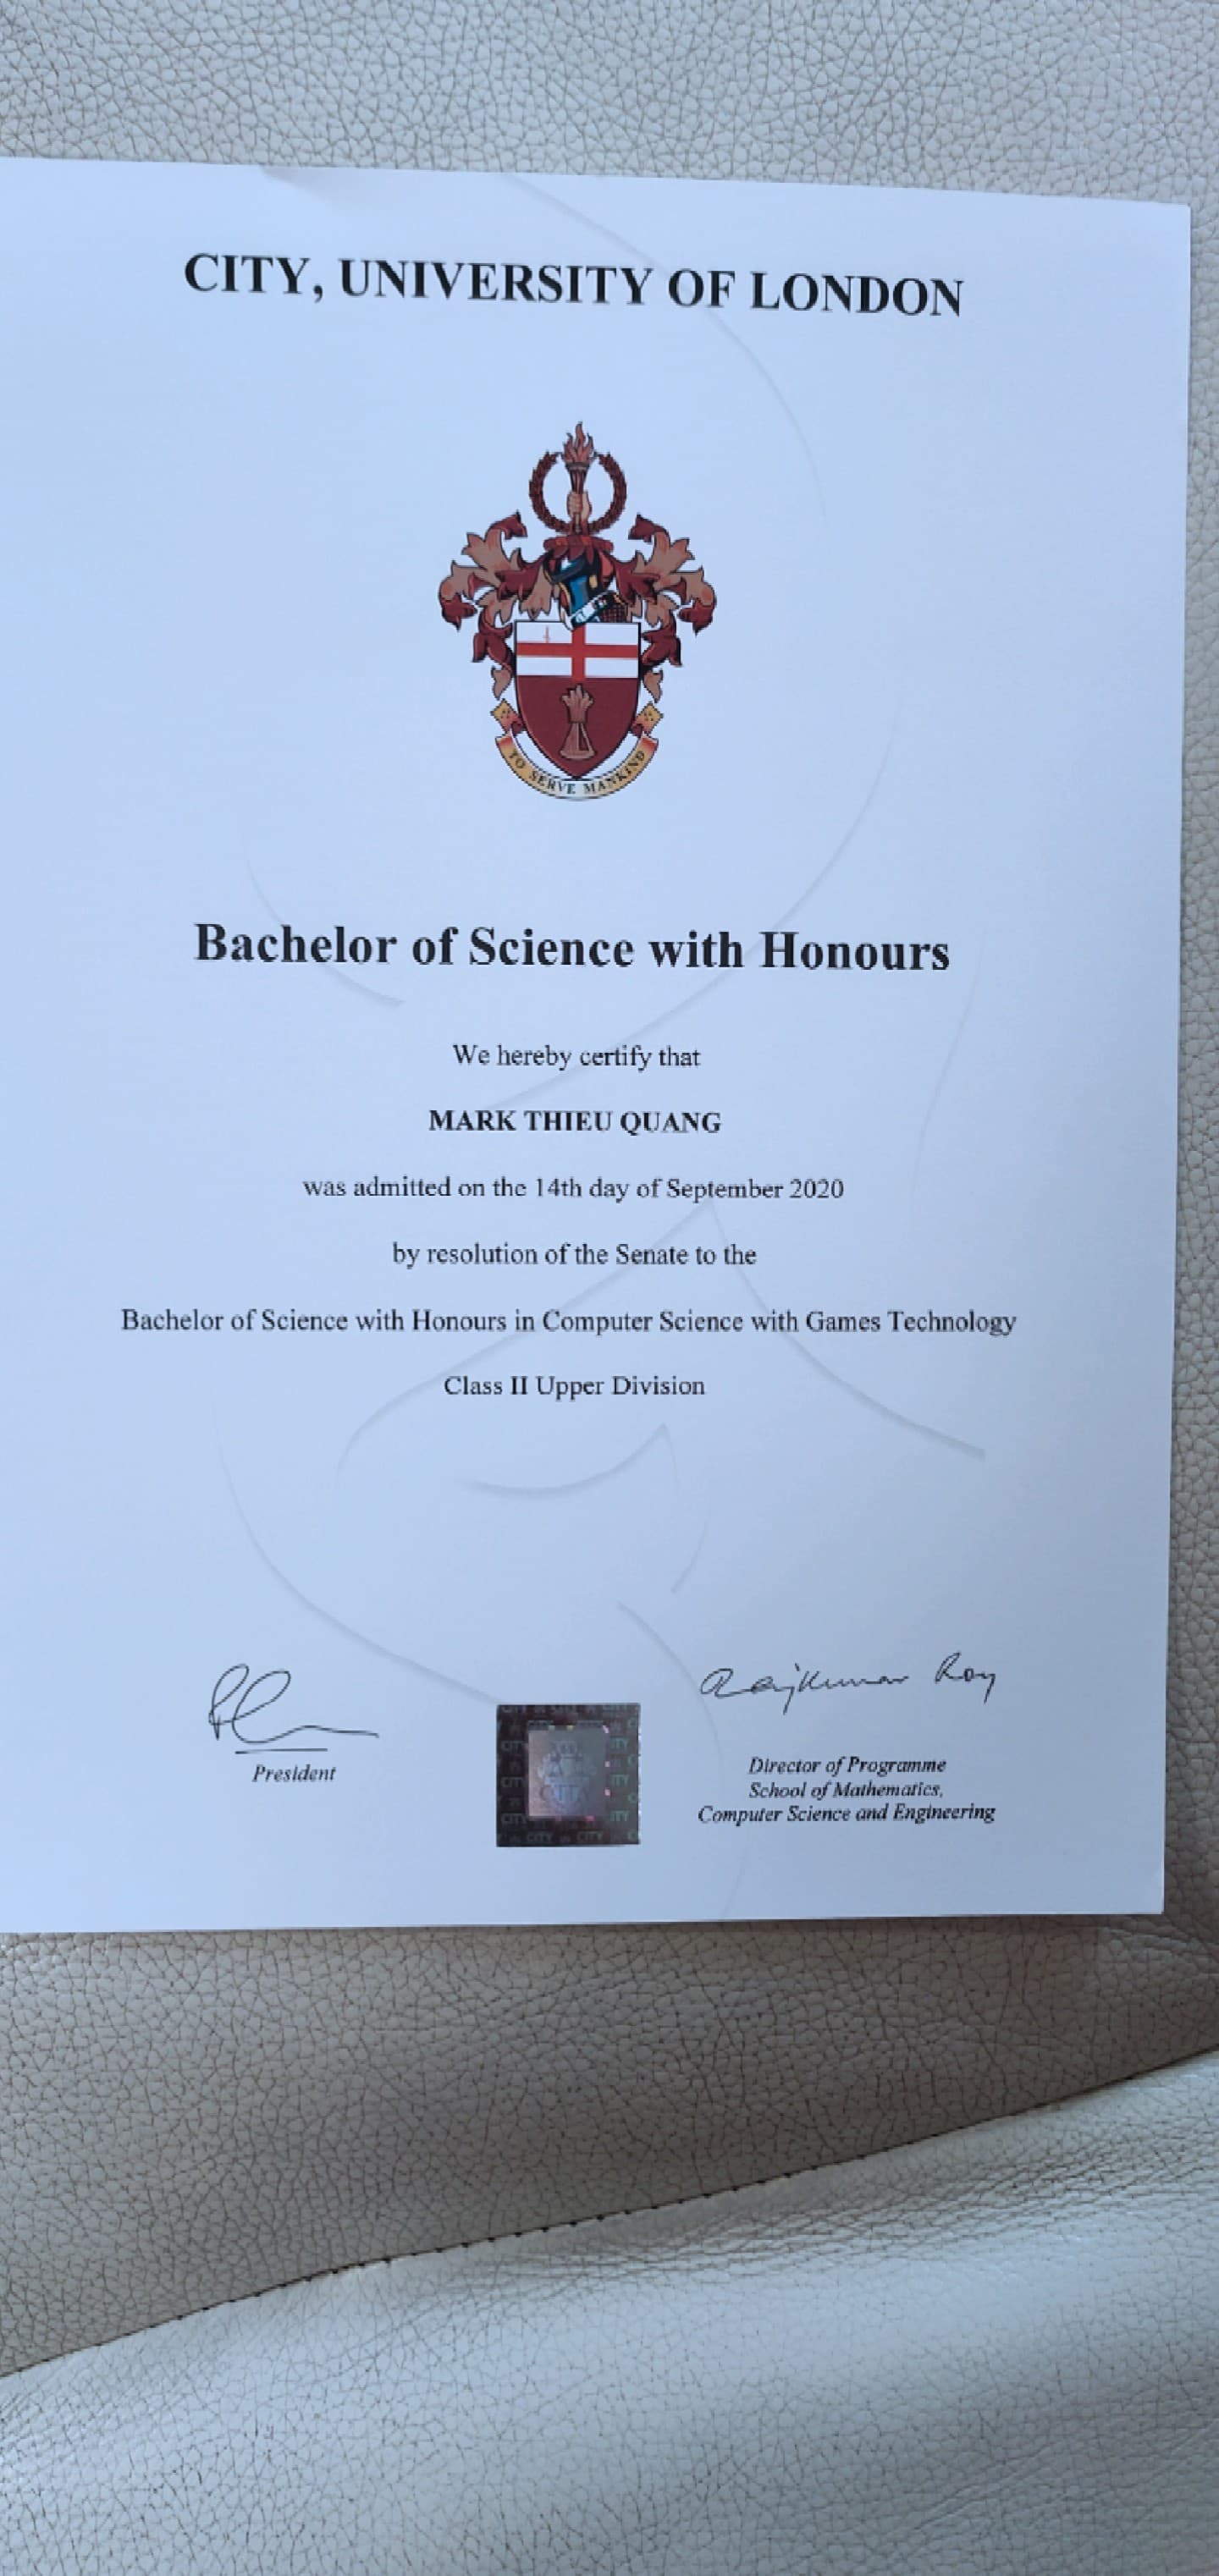 CITY, UNIVERSITY OF LONDON
TO SERVE MANKIND
Bachelor of Science with Honours
We hereby certify that
MARK THIEU QUANG
was admitted on the 14th day of September 2020
by resolution of the Senate to the
Bachelor of Science with Honours in Computer Science with Games Technology
Class II Upper Division
Rajkumar Roy
President
Director of Programme
School of Mathematics,
Computer Science and Engineering
CITY
CITY CITY